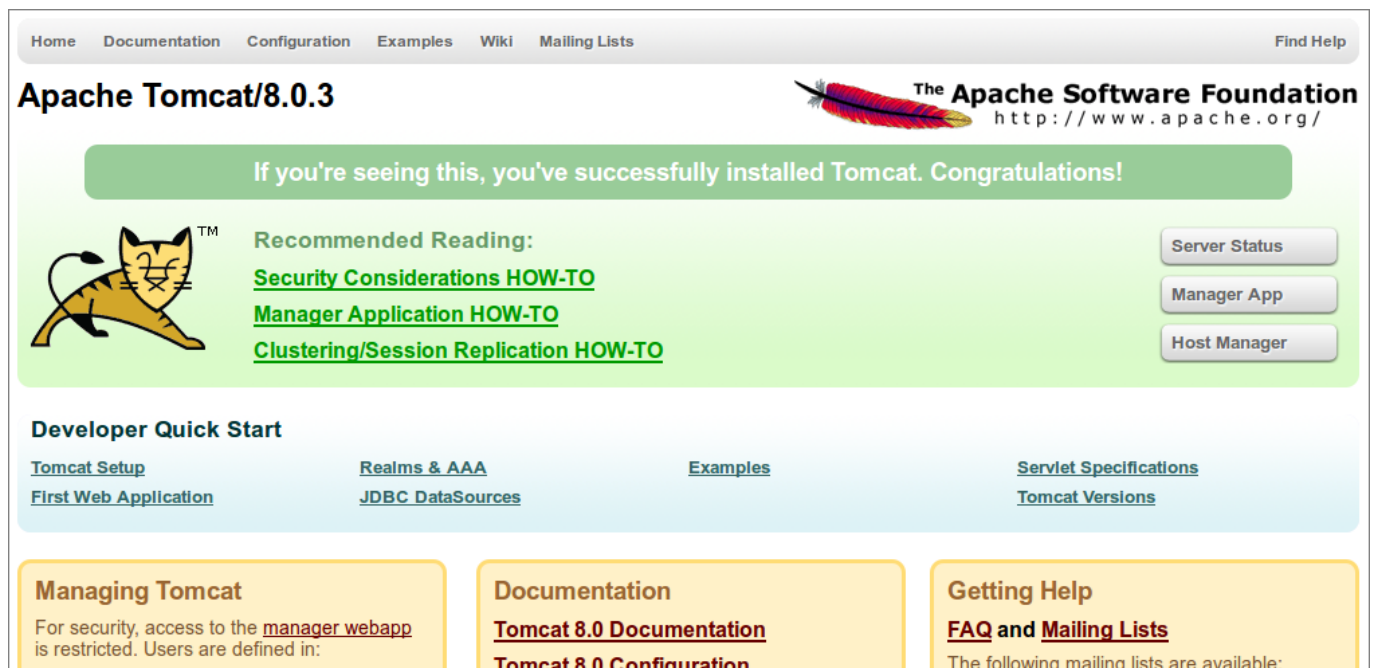 Home Documentation Configuration Examples Wiki Mailing Lists Find Help
Apache Tomcat/8.0.3
The Apache Software Foundation
http://www.apache.org/
If you're seeing this, you've successfully installed Tomcat. Congratulations!
TM
Recommended Reading:
Security Considerations HOW-TO
Manager Application HOW-TO
Clustering/Session Replication HOW-TO
Server Status
Manager App
Host Manager
Developer Quick Start
Tomcat Setup
First Web Application
Realms & AAA
JDBC DataSources
Examples
Servlet Specifications
Tomcat Versions
Managing Tomcat
For security, access to the manager webapp
is restricted. Users are defined in:
Documentation
Tomcat 8.0 Documentation
Tomcat 8.0 Configuration
Getting Help
FAQ and Mailing Lists
The following mailing lists are available: